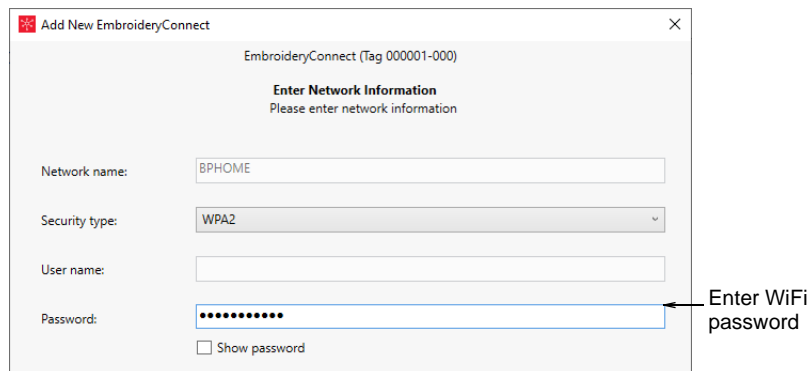 Add New EmbroideryConnect
EmbroideryConnect (Tag 000001-000)
Enter Network Information
Please enter network information
Network name: BPHOME
Security type: WPA2
User name:
Password: ●●●●●●●●●●●
Enter WiFi
password
Show password